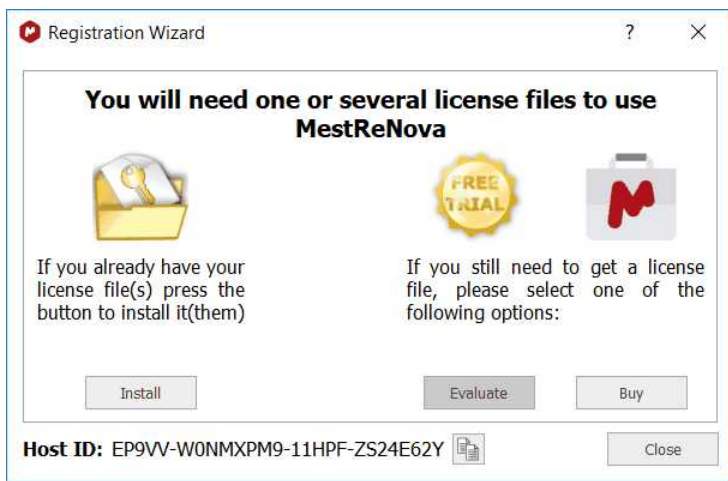 Registration Wizard
You will need one or several license files to use
MestReNova
FREE
TRIAL
If you already have your
license file(s) press the
button to install it(them)
If you still need to get a license
file, please select one of the
following options:
Install
Evaluate
Buy
Host ID: EP9VV-W0NMXPM9-11HPF-ZS24E62Y
Close